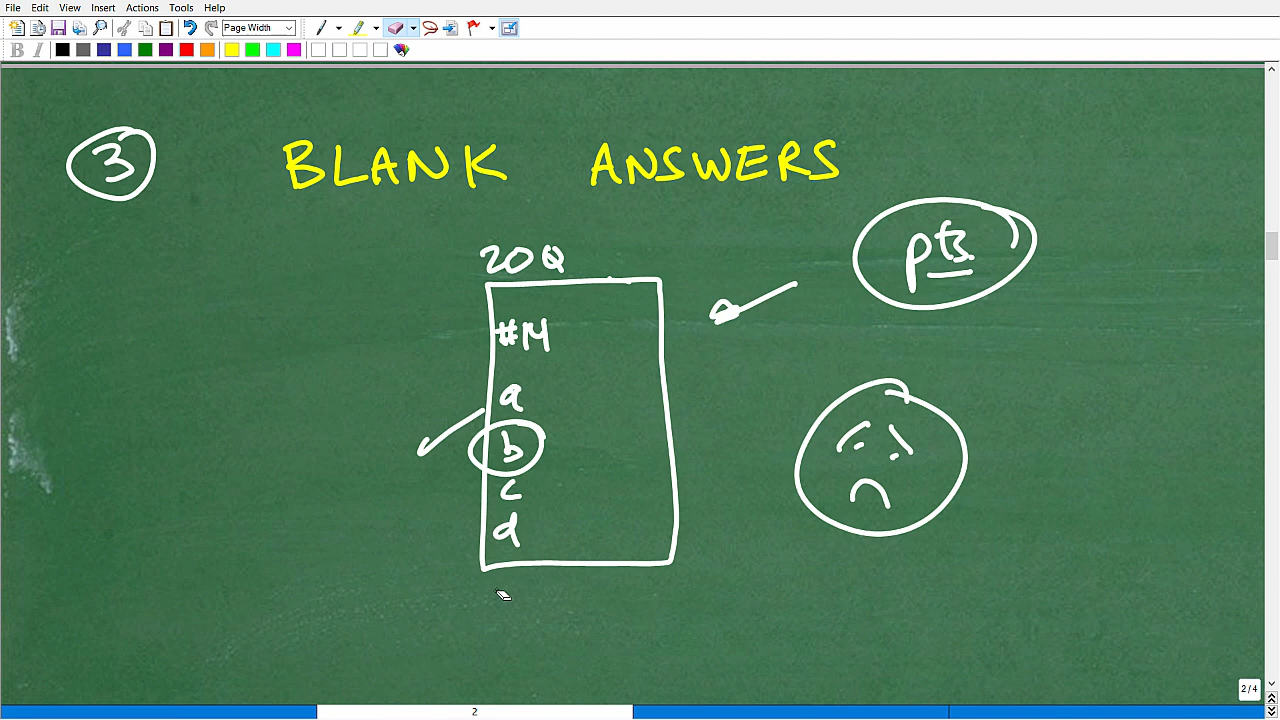 File Edit View Insert Actions Tools Help
Page Width
B I
3 BLANK ANSWERS
pts
20Q
#14
a
b
c
d
2/4
2